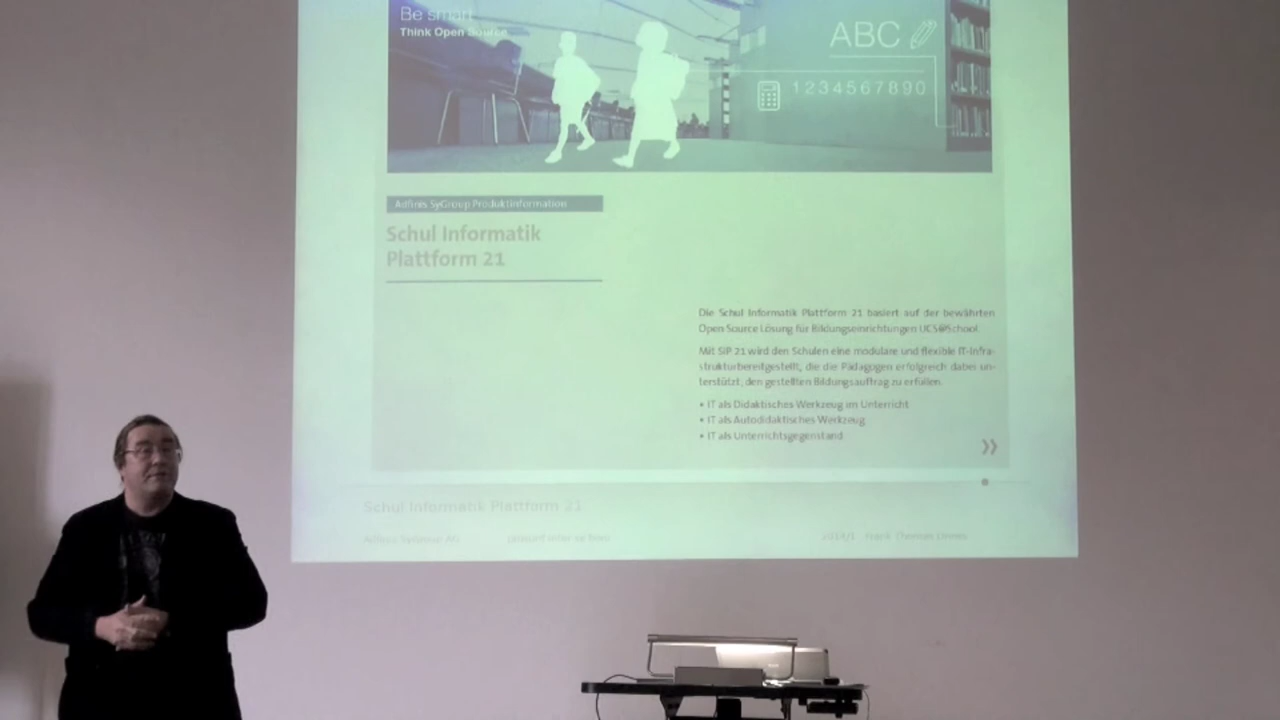 Be smart
Think Open Source
ABC
1234567890
Adfinis SyGroup Produktinformation
Schul Informatik
Plattform 21
Die Schul Informatik Plattform 21 basiert auf der bewährten
Open Source Lösung für Bildungseinrichtungen UCS@School.
Mit SIP 21 wird den Schulen eine modulare und flexible IT-Infra-
strukturbereitgestellt, die die Pädagogen erfolgreich dabei un-
terstützt, den gestellten Bildungsauftrag zu erfüllen.
• IT als Didaktisches Werkzeug im Unterricht
• IT als Autodidaktisches Werkzeug
• IT als Unterrichtsgegenstand
Schul Informatik Plattform 21
Adfinis SyGroup AG